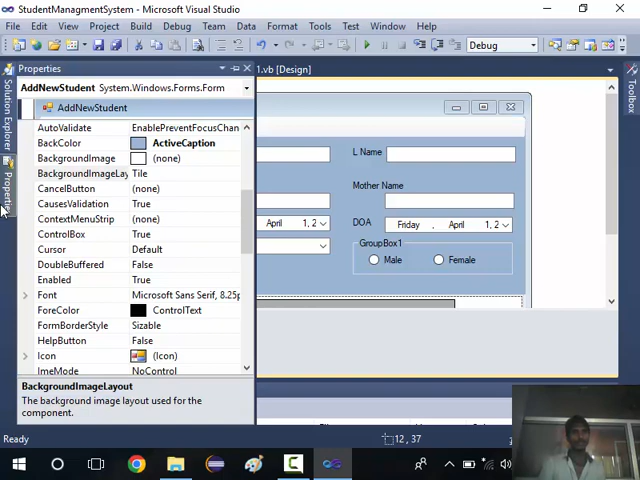 StudentManagmentSystem - Microsoft Visual Studio
File Edit View Project Build Debug Team Data Format Tools Test Window Help
Debug
Properties
1.vb [Design]
AddNewStudent System.Windows.Forms.Form
AddNewStudent
AutoValidate EnablePreventFocusChan
BackColor ActiveCaption
BackgroundImage (none)
BackgroundImageLay Tile
CancelButton (none)
CausesValidation True
ContextMenuStrip (none)
ControlBox True
Cursor Default
DoubleBuffered False
Enabled True
Font Microsoft Sans Serif, 8.25p
ForeColor ControlText
FormBorderStyle Sizable
HelpButton False
Icon (Icon)
ImeMode NoControl
BackgroundImageLayout
The background image layout used for the
component.
Solution Explorer
Properties
Toolbox
L Name
Mother Name
April 1, 2
DOA Friday , April 1, 2
GroupBox1
Male Female
Ready
12, 37